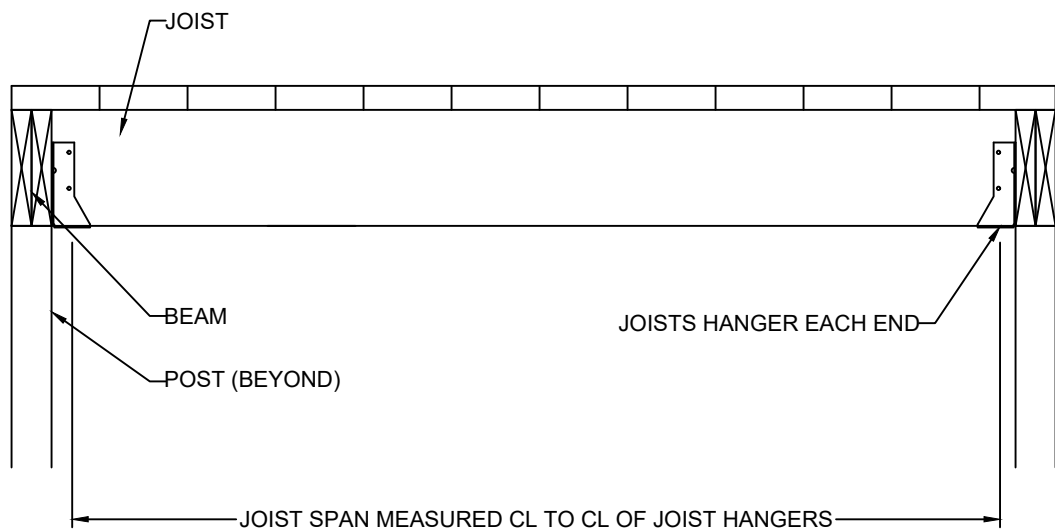 JOIST
BEAM
JOISTS HANGER EACH END
POST (BEYOND)
JOIST SPAN MEASURED CL TO CL OF JOIST HANGERS